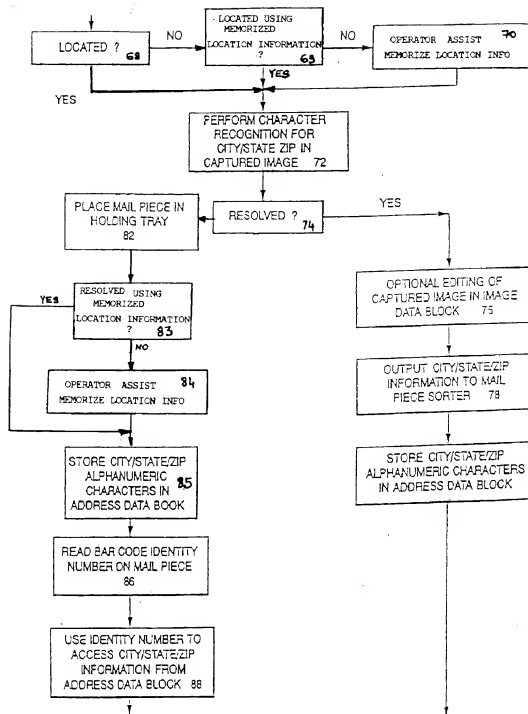 LOCATED ?
68
NO
- LOCATED USING
MEMORIZED
LOCATION INFORMATION
?
69
NO
70
OPERATOR ASSIST
MEMORIZE LOCATION INFO
YES
YES
PERFORM CHARACTER
RECOGNITION FOR
CITY/STATE ZIP IN
CAPTURED IMAGE 72
PLACE MAIL PIECE IN
HOLDING TRAY
82
RESOLVED ?
74
YES
YES
RESOLVED USING
MEMORIZED
LOCATION INFORMATION
? 83
NO
OPERATOR ASSIST 84
MEMORIZE LOCATION INFO
STORE CITY/STATE/ZIP
ALPHANUMERIC 85
CHARACTERS IN
ADDRESS DATA BOOK
READ BAR CODE IDENTITY
NUMBER ON MAIL PIECE
86
USE IDENTITY NUMBER TO
ACCESS CITY/STATE/ZIP
INFORMATION FROM
ADDRESS DATA BLOCK 88
OPTIONAL EDITING OF
CAPTURED IMAGE IN IMAGE
DATA BLOCK 76
OUTPUT CITY/STATE/ZIP
INFORMATION TO MAIL
PIECE SORTER 78
STORE CITY/STATE/ZIP
ALPHANUMERIC CHARACTERS
IN ADDRESS DATA BLOCK